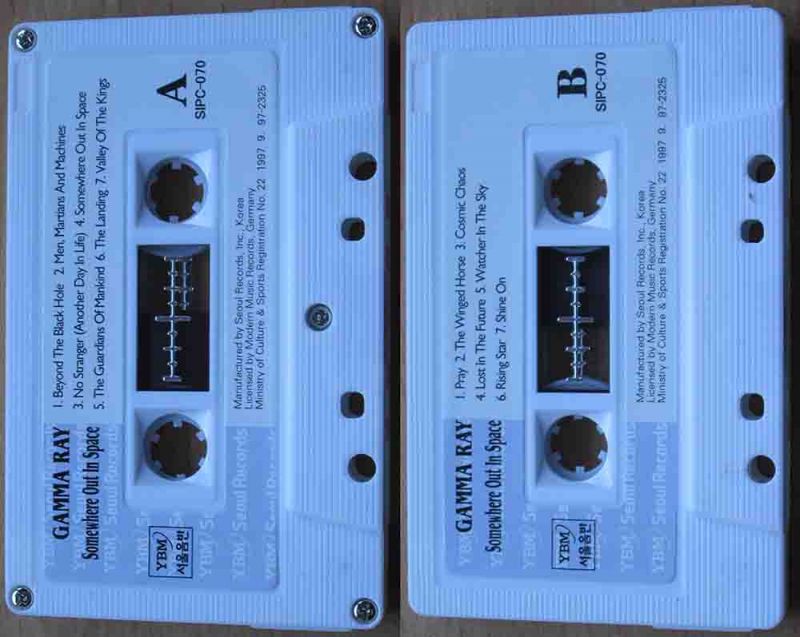 GAMMA RAY
Somewhere Out In Space
1. Beyond The Black Hole 2. Men, Martians And Machines
3. No Stranger (Another Day In Life) 4. Somewhere Out In Space
5. The Guardians Of Mankind 6. The Landing 7. Valley Of The Kings
A
SIPC-070
YBM
서울음반
YBM/Seoul Records
Manufactured by Seoul Records, Inc., Korea
Licensed by Modern Music Records, Germany
Ministry of Culture & Sports Registration No. 22 1997. 9. 97-2325
GAMMA RAY
Somewhere Out In Space
1. Pray 2. The Winged Horse 3. Cosmic Chaos
4. Lost In The Future 5. Watcher In The Sky
6. Rising Star 7. Shine On
B
SIPC-070
YBM
서울음반
YBM/Seoul Records
Manufactured by Seoul Records, Inc., Korea
Licensed by Modern Music Records, Germany
Ministry of Culture & Sports Registration No. 22 1997. 9. 97-2325